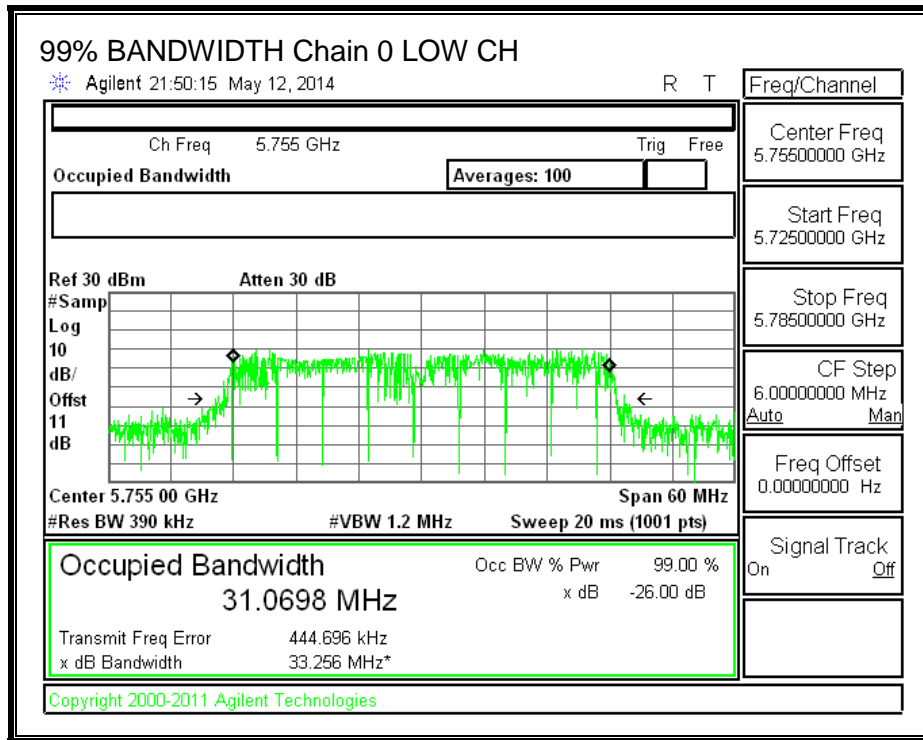 99% BANDWIDTH Chain 0 LOW CH
Agilent 21:50:15 May 12, 2014 R T
Freq/Channel
Ch Freq 5.755 GHz Trig Free
Occupied Bandwidth Averages: 100
Center Freq
5.75500000 GHz
Start Freq
5.72500000 GHz
Stop Freq
5.78500000 GHz
CF Step
6.00000000 MHz
Auto Man
Freq Offset
0.00000000 Hz
Signal Track
On Off
Ref 30 dBm Atten 30 dB
#Samp
Log
10
dB/
Offst
11
dB
Center 5.755 00 GHz Span 60 MHz
#Res BW 390 kHz #VBW 1.2 MHz Sweep 20 ms (1001 pts)
Occupied Bandwidth Occ BW % Pwr 99.00 %
31.0698 MHz x dB -26.00 dB
Transmit Freq Error 444.696 kHz
x dB Bandwidth 33.256 MHz*
Copyright 2000-2011 Agilent Technologies